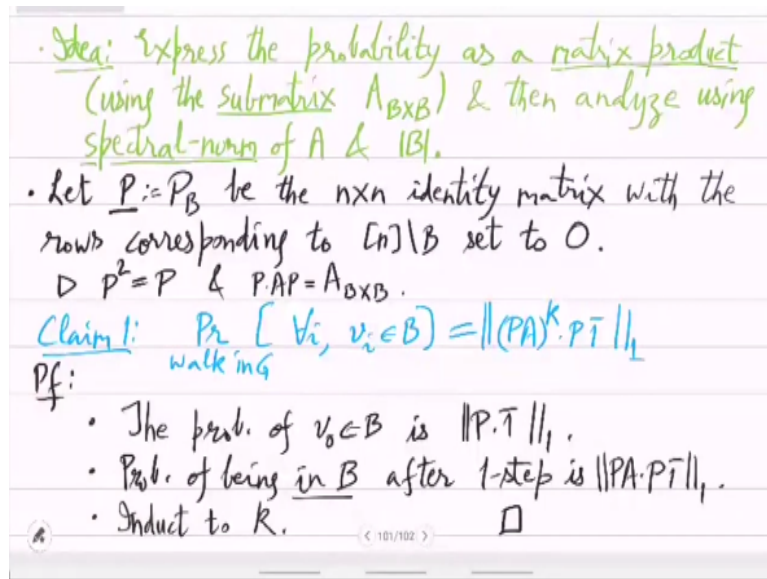 · Idea: Express the probability as a matrix product
(using the submatrix A_{B×B}) & then analyze using
spectral-norm of A & |B|.
· Let P := P_B be the n×n identity matrix with the
rows corresponding to [n]\B set to 0.
▷ P² = P & P·AP = A_{B×B}.
Claim 1: Pr [∀i, v_i ∈ B] = ||(PA)^k · P1̄||_1
walk in G
Pf:
· The prob. of v_0 ∈ B is ||P·1̄||_1.
· Prob. of being in B after 1-step is ||PA·P1̄||_1.
· Induct to k. □
< 101/102 >